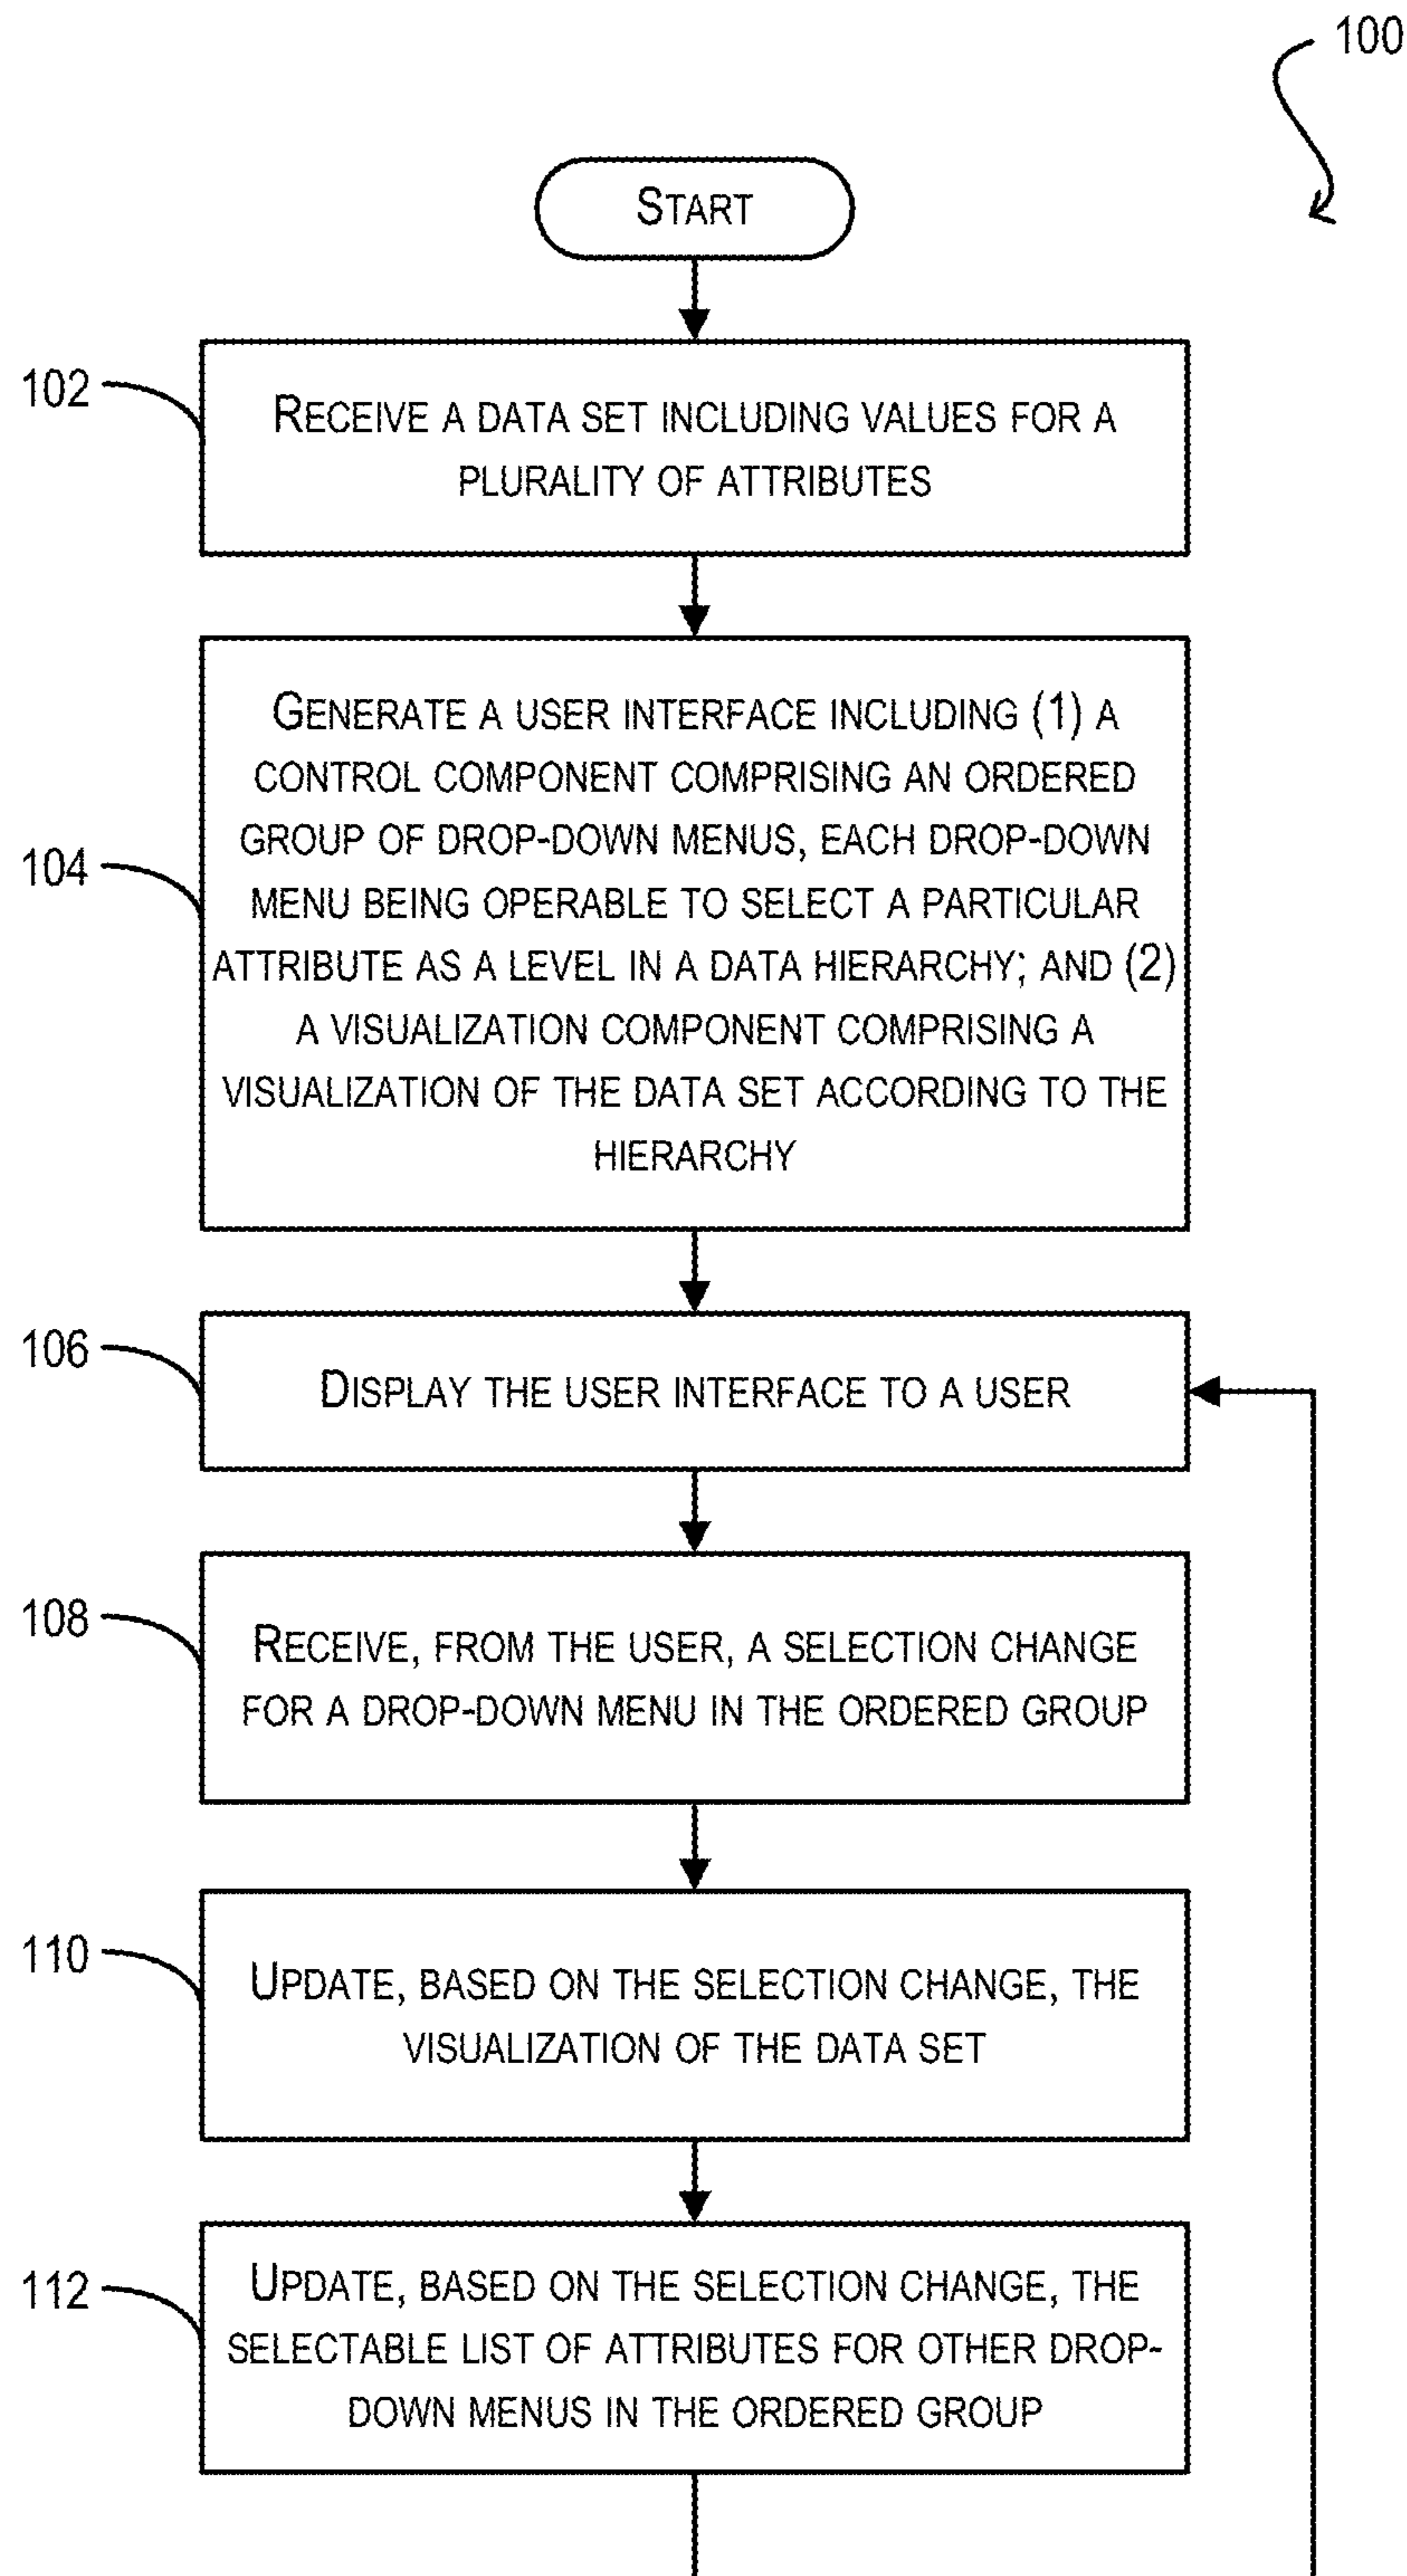 100
START
102
RECEIVE A DATA SET INCLUDING VALUES FOR A
PLURALITY OF ATTRIBUTES
GENERATE A USER INTERFACE INCLUDING (1) A
CONTROL COMPONENT COMPRISING AN ORDERED
GROUP OF DROP-DOWN MENUS, EACH DROP-DOWN
104
MENU BEING OPERABLE TO SELECT A PARTICULAR
ATTRIBUTE AS A LEVEL IN A DATA HIERARCHY; AND (2)
A VISUALIZATION COMPONENT COMPRISING A
VISUALIZATION OF THE DATA SET ACCORDING TO THE
HIERARCHY
106
DISPLAY THE USER INTERFACE TO A USER
108
RECEIVE, FROM THE USER, A SELECTION CHANGE
FOR A DROP-DOWN MENU IN THE ORDERED GROUP
110
UPDATE, BASED ON THE SELECTION CHANGE, THE
VISUALIZATION OF THE DATA SET
112
UPDATE, BASED ON THE SELECTION CHANGE, THE
SELECTABLE LIST OF ATTRIBUTES FOR OTHER DROP-
DOWN MENUS IN THE ORDERED GROUP